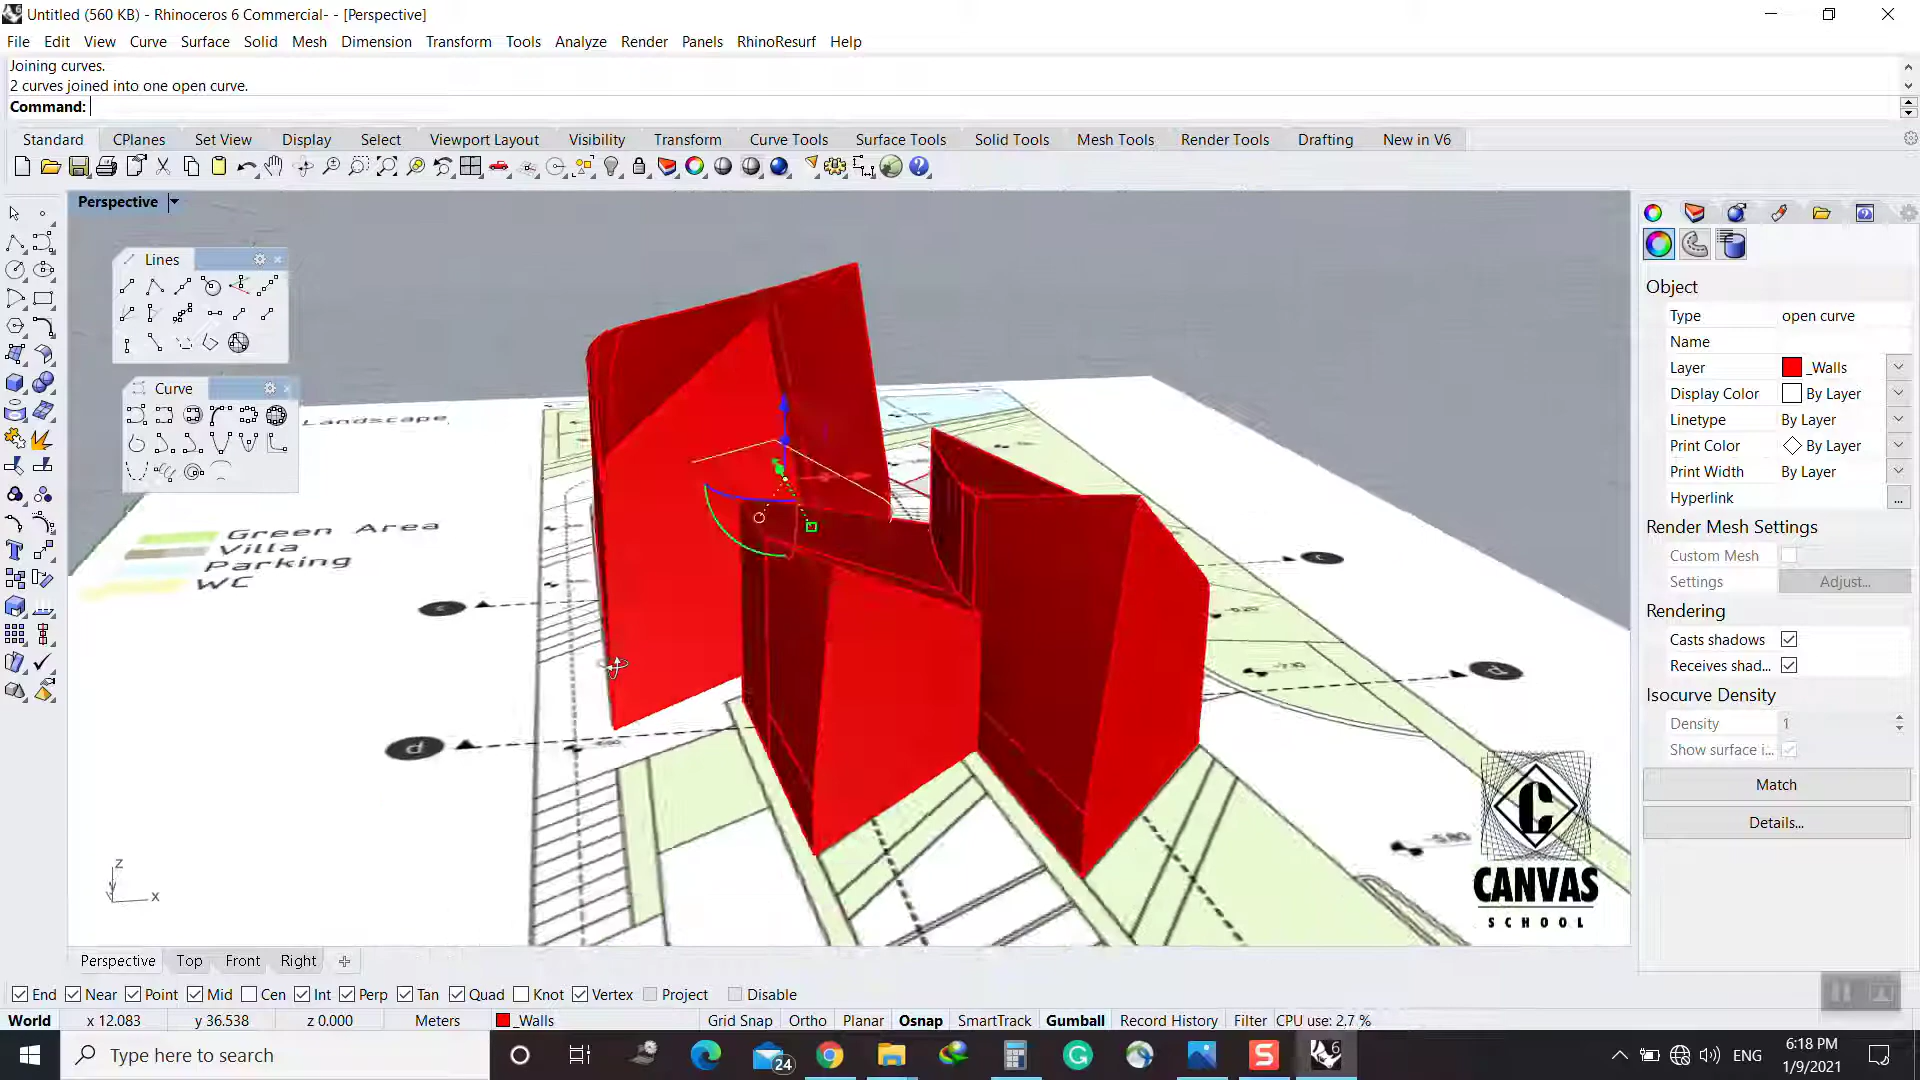 Untitled (560 KB) - Rhinoceros 6 Commercial- - [Perspective]
File Edit View Curve Surface Solid Mesh Dimension Transform Tools Analyze Render Panels RhinoResurf Help
Joining curves.
2 curves joined into one open curve.
Command:
Standard CPlanes Set View Display Select Viewport Layout Visibility Transform Curve Tools Surface Tools Solid Tools Mesh Tools Render Tools Drafting New in V6
Perspective
Lines
Curve
Landscape
Green Area
Villa
Parking
WC
c
c
d
d
Object
Type open curve
Name
Layer _Walls
Display Color By Layer
Linetype By Layer
Print Color By Layer
Print Width By Layer
Hyperlink ...
Render Mesh Settings
Custom Mesh
Settings Adjust...
Rendering
Casts shadows
Receives shad...
Isocurve Density
Density 1
Show surface i...
Match
Details...
C
CANVAS
SCHOOL
z
x
Perspective Top Front Right
End Near Point Mid Cen Int Perp Tan Quad Knot Vertex Project Disable
World x 12.083 y 36.538 z 0.000 Meters _Walls Grid Snap Ortho Planar Osnap SmartTrack Gumball Record History Filter CPU use: 2.7 %
Type here to search
24
ENG
6:18 PM
1/9/2021